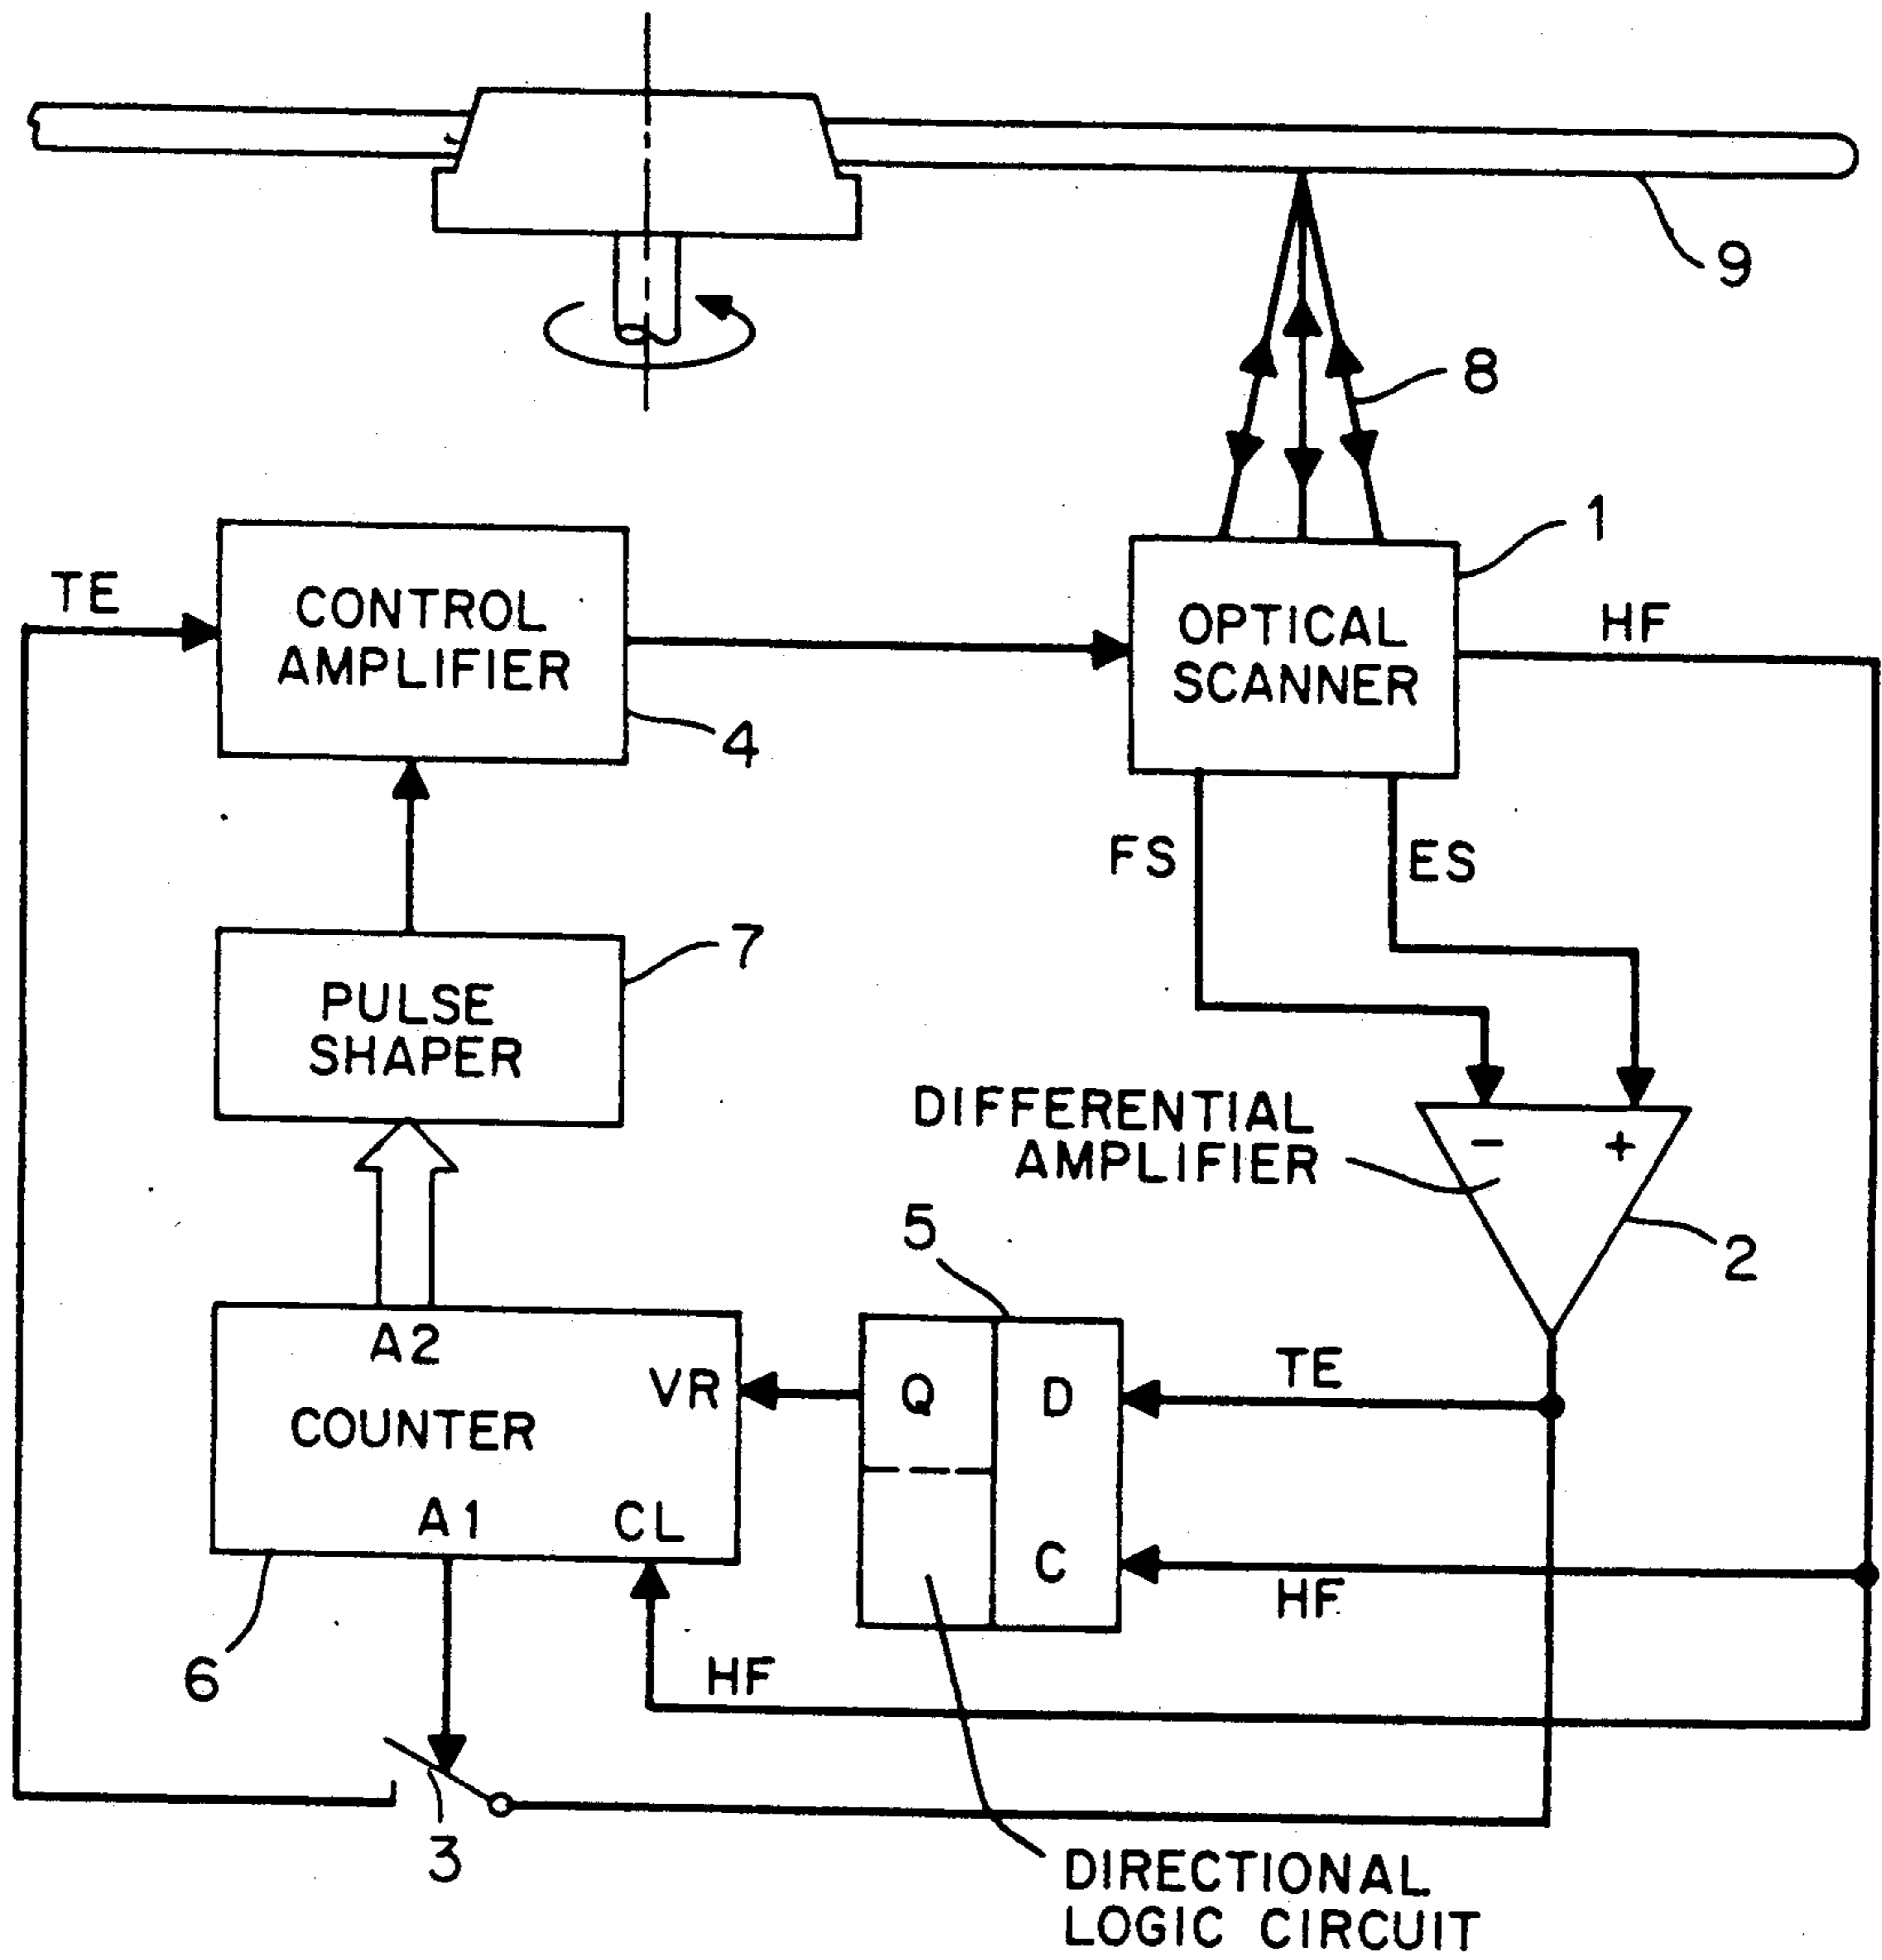 9
8
1
TE
CONTROL
AMPLIFIER
OPTICAL
SCANNER
HF
4
FS
ES
7
PULSE
SHAPER
DIFFERENTIAL
AMPLIFIER
- +
2
5
A2
VR
Q
D
TE
COUNTER
A1
CL
C
HF
6
HF
3
DIRECTIONAL
LOGIC CIRCUIT